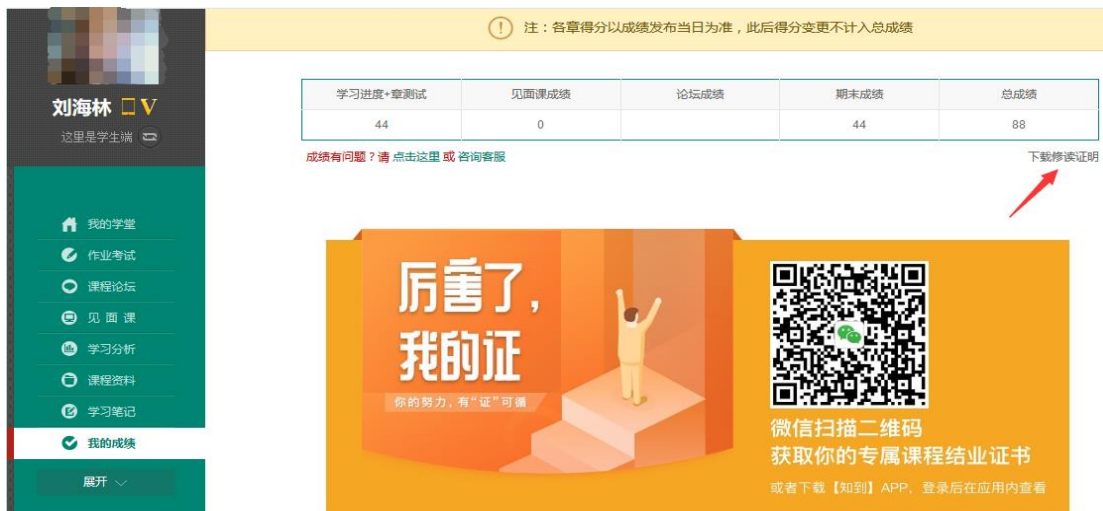 注：各章得分以成绩发布当日为准，此后得分变更不计入总成绩
刘海林 V
这里是学生端
学习进度+章测试 见面课成绩 论坛成绩 期末成绩 总成绩
44 0 44 88
成绩有问题？请 点击这里 或 咨询客服
下载修读证明
我的学堂
作业考试
课程论坛
见 面 课
学习分析
课程资料
学习笔记
我的成绩
展开
厉害了，
我的证
你的努力，有“证”可循
微信扫描二维码
获取你的专属课程结业证书
或者下载【知到】APP，登录后在应用内查看